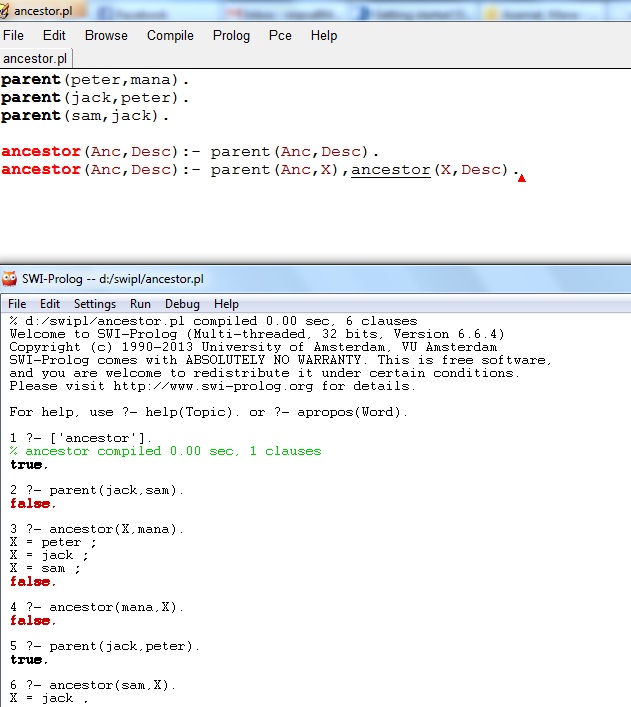 ancestor.pl
File Edit Browse Compile Prolog Pce Help
ancestor.pl
parent(peter,mana).
parent(jack,peter).
parent(sam,jack).
ancestor(Anc,Desc):- parent(Anc,Desc).
ancestor(Anc,Desc):- parent(Anc,X),ancestor(X,Desc).
SWI-Prolog -- d:/swipl/ancestor.pl
File Edit Settings Run Debug Help
% d:/swipl/ancestor.pl compiled 0.00 sec, 6 clauses
Welcome to SWI-Prolog (Multi-threaded, 32 bits, Version 6.6.4)
Copyright (c) 1990-2013 University of Amsterdam, VU Amsterdam
SWI-Prolog comes with ABSOLUTELY NO WARRANTY. This is free software,
and you are welcome to redistribute it under certain conditions.
Please visit http://www.swi-prolog.org for details.
For help, use ?- help(Topic). or ?- apropos(Word).
1 ?- ['ancestor'].
% ancestor compiled 0.00 sec, 1 clauses
true.
2 ?- parent(jack,sam).
false.
3 ?- ancestor(X,mana).
X = peter ;
X = jack ;
X = sam ;
false.
4 ?- ancestor(mana,X).
false.
5 ?- parent(jack,peter).
true.
6 ?- ancestor(sam,X).
X = jack ,